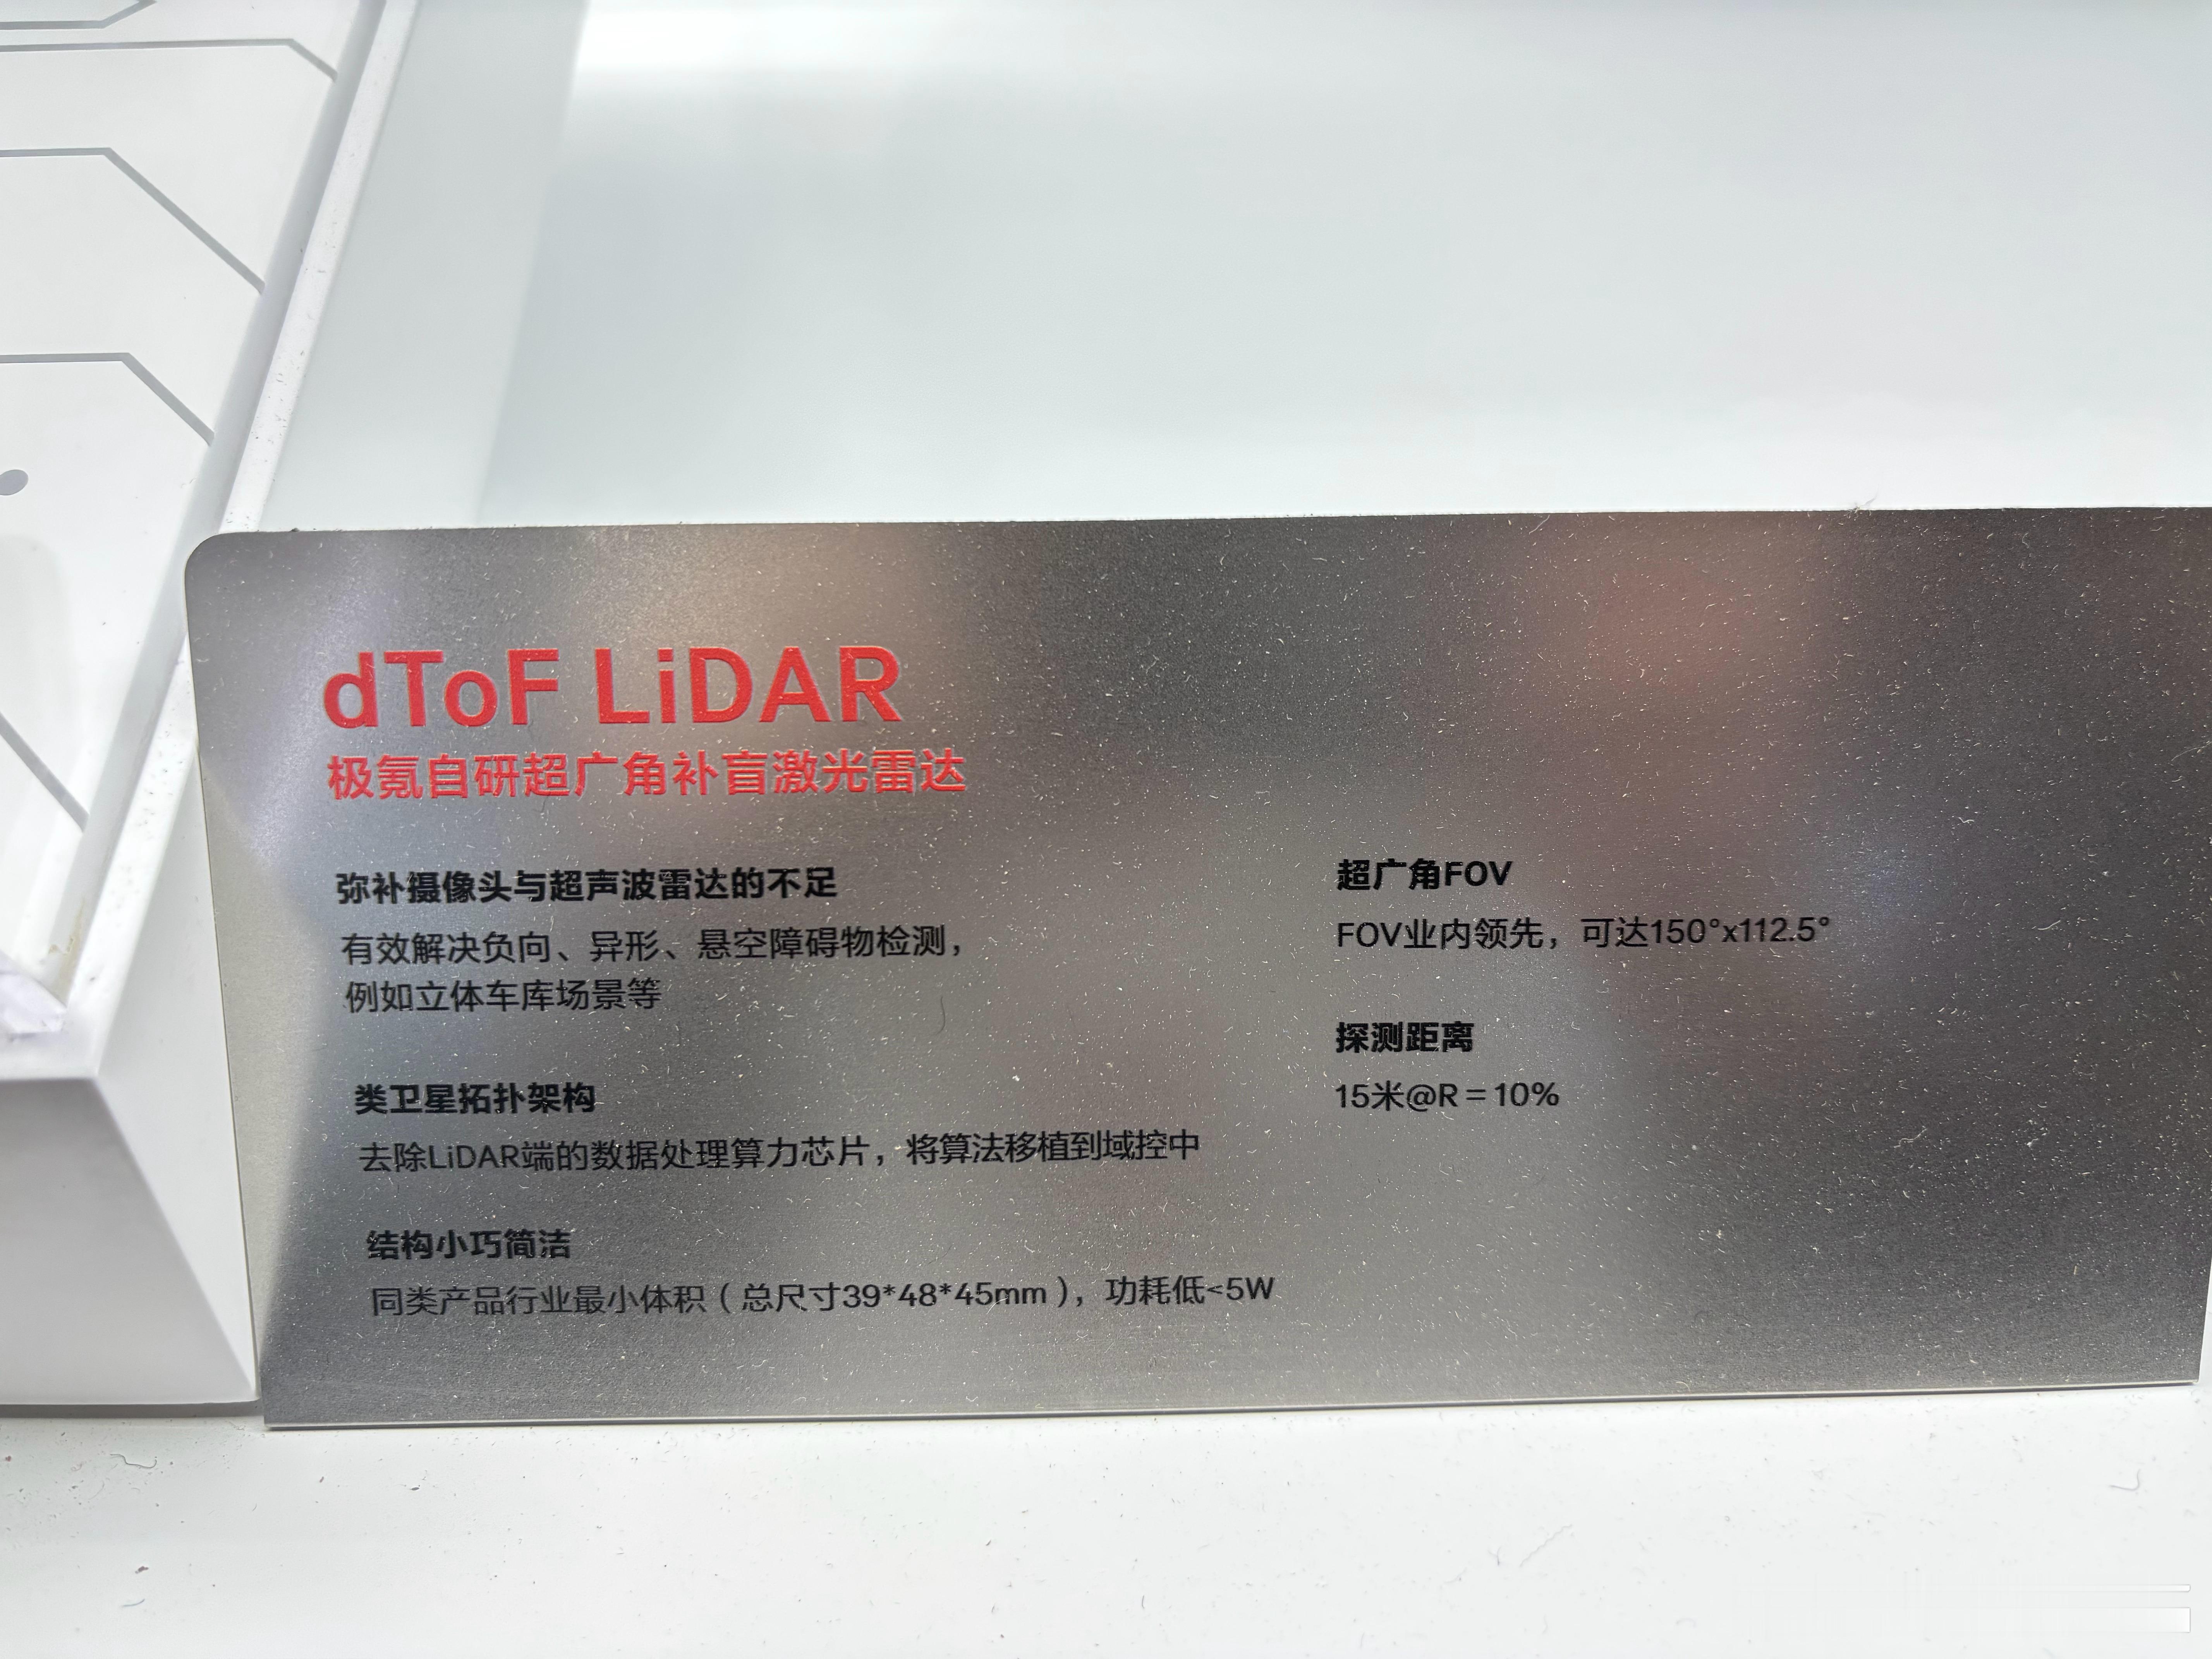 dToF LiDAR
极氪自研超广角补盲激光雷达
弥补摄像头与超声波雷达的不足
有效解决负向、异形、悬空障碍物检测，
例如立体车库场景等
类卫星拓扑架构
去除LiDAR端的数据处理算力芯片，将算法移植到域控中
结构小巧简洁
同类产品行业最小体积（总尺寸39*48*45mm），功耗低<5W
超广角FOV
FOV业内领先，可达150°x112.5°
探测距离
15米@R=10%